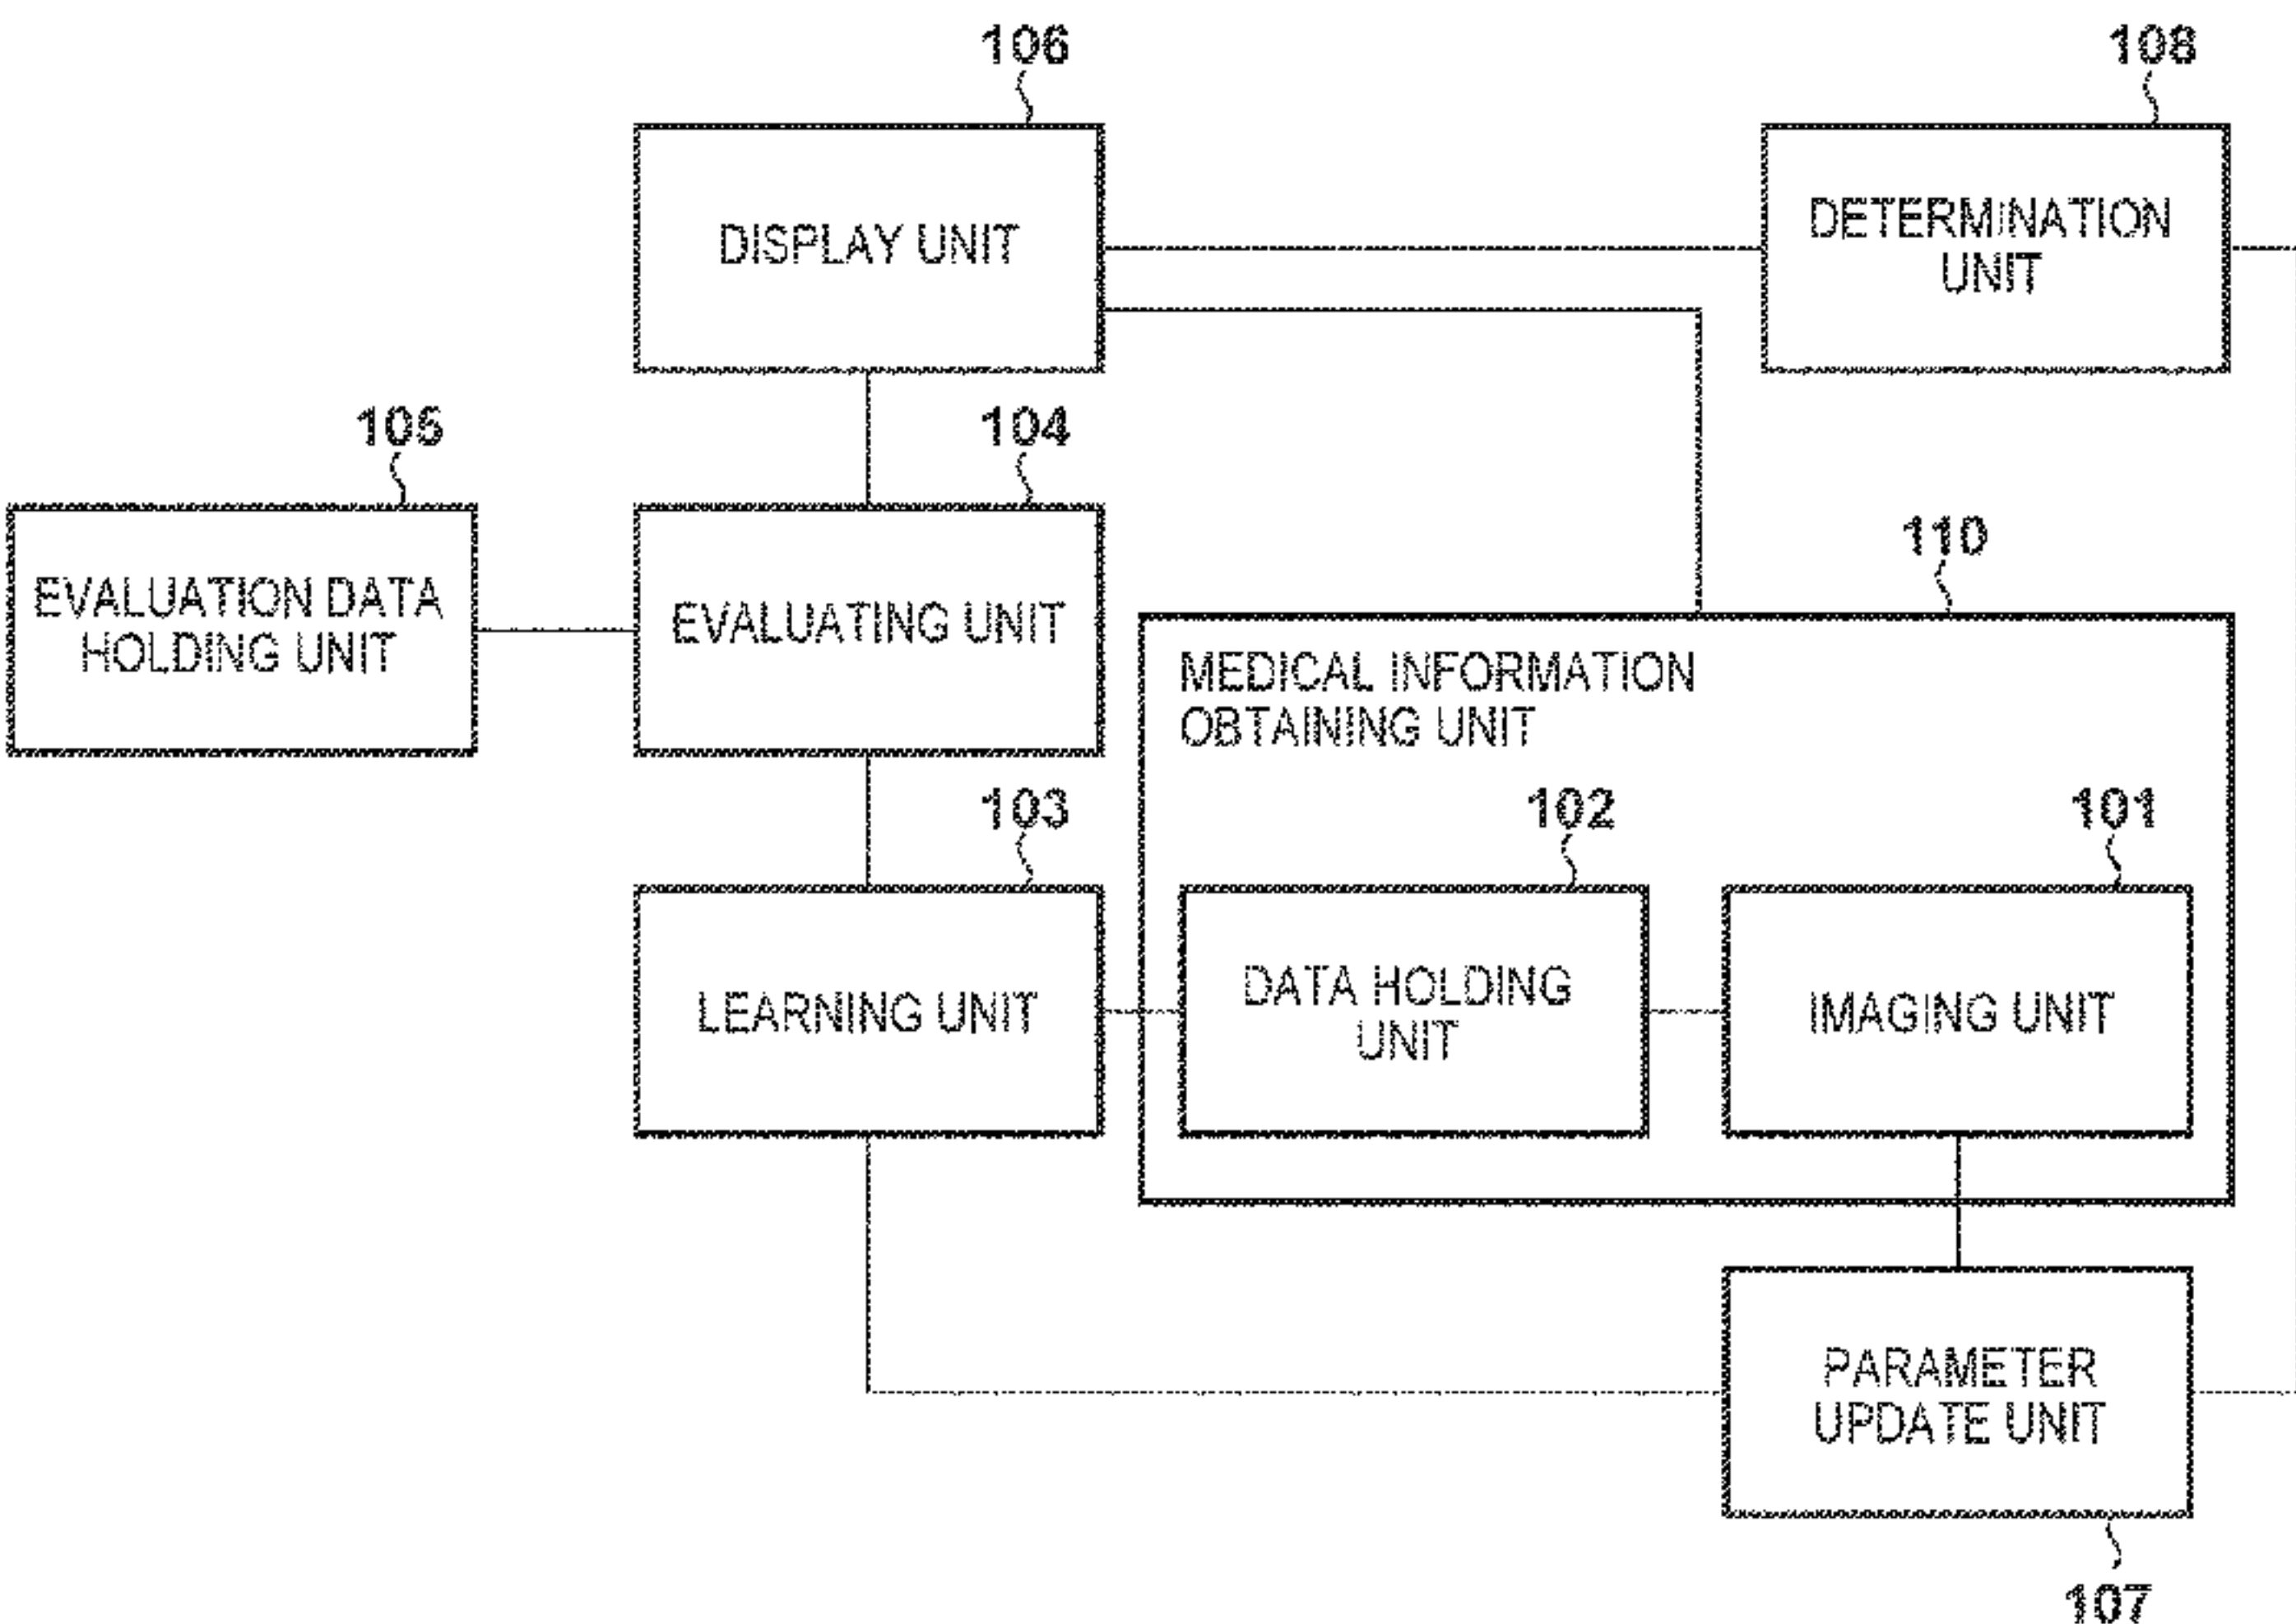 106
108
DISPLAY UNIT
DETERMINATION
UNIT
105
104
110
EVALUATION DATA
HOLDING UNIT
EVALUATING UNIT
MEDICAL INFORMATION
OBTAINING UNIT
103
102
101
LEARNING UNIT
DATA HOLDING
UNIT
IMAGING UNIT
PARAMETER
UPDATE UNIT
107